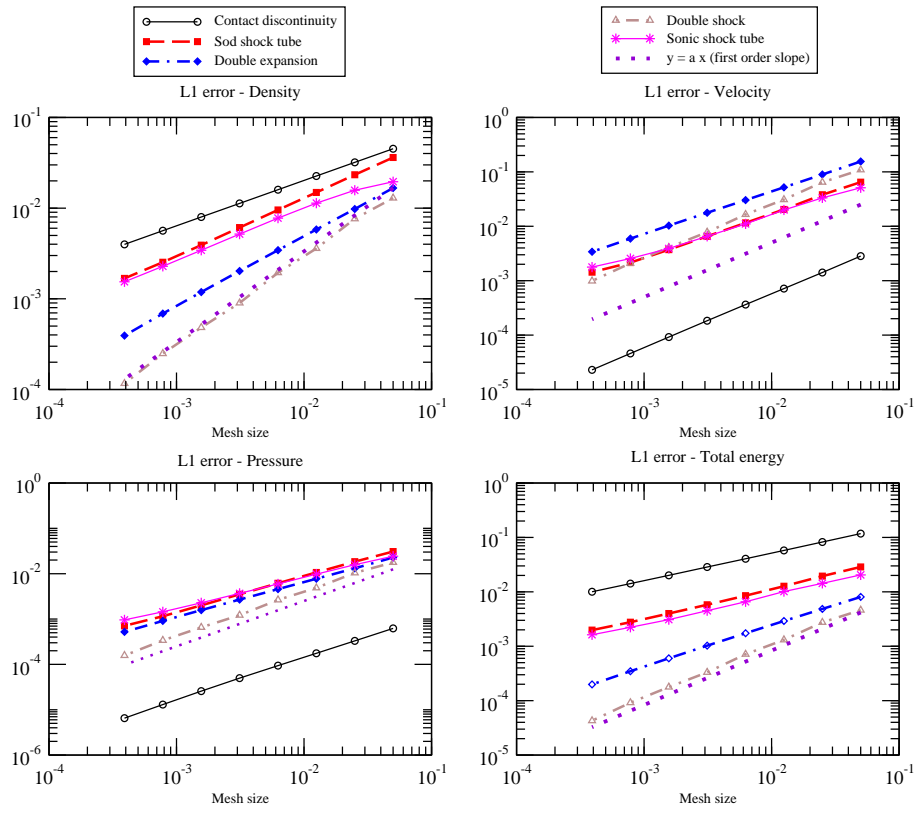 Contact discontinuity
Sod shock tube
Double expansion
Double shock
Sonic shock tube
y = a x (first order slope)
L1 error - Density
10^-1
10^-2
10^-3
10^-4
10^-4 10^-3 10^-2 10^-1
Mesh size
L1 error - Velocity
10^0
10^-1
10^-2
10^-3
10^-4
10^-5
10^-4 10^-3 10^-2 10^-1
Mesh size
L1 error - Pressure
10^0
10^-2
10^-4
10^-6
10^-4 10^-3 10^-2 10^-1
Mesh size
L1 error - Total energy
10^0
10^-1
10^-2
10^-3
10^-4
10^-5
10^-4 10^-3 10^-2 10^-1
Mesh size